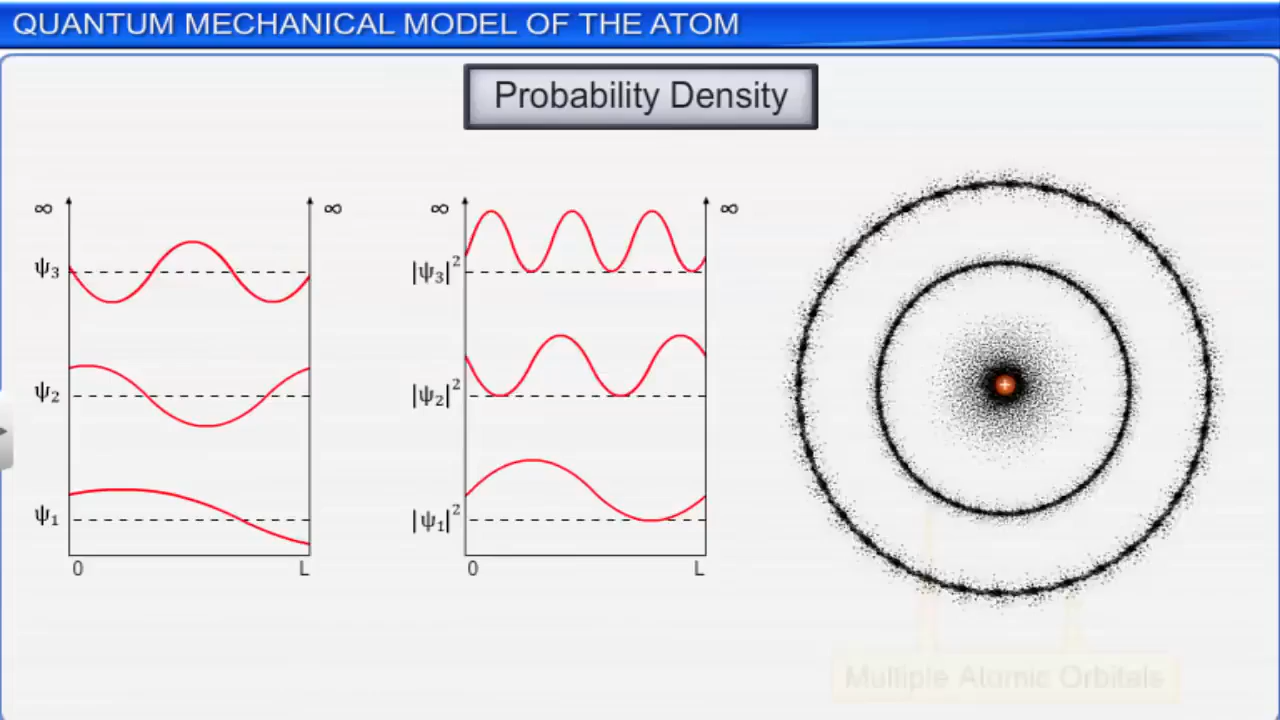 QUANTUM MECHANICAL MODEL OF THE ATOM
Probability Density
∞ ∞ ∞ ∞
ψ₃ |ψ₃|²
ψ₂ |ψ₂|²
ψ₁ |ψ₁|²
0 L 0 L
+
Multiple Atomic Orbitals